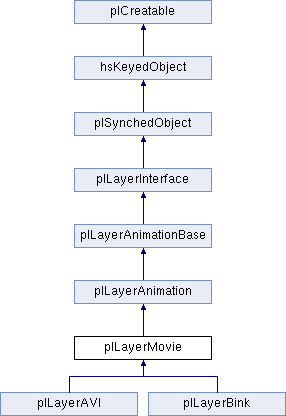 plCreatable
hsKeyedObject
plSynchedObject
plLayerInterface
plLayerAnimationBase
plLayerAnimation
plLayerMovie
plLayerAVI
plLayerBink